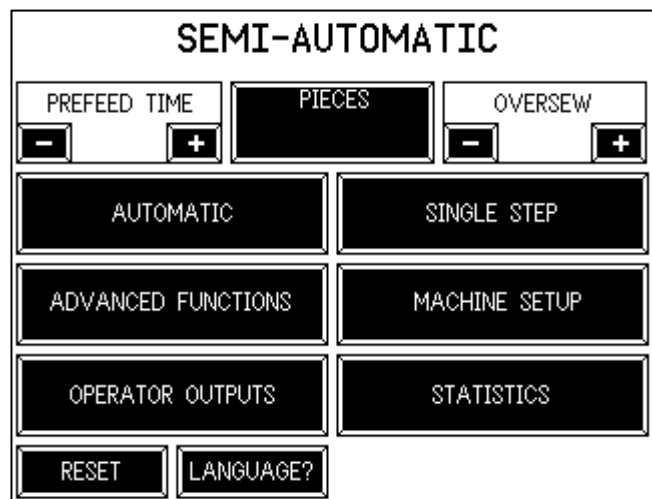 SEMI-AUTOMATIC
PREFEED TIME
PIECES
OVERSEW
- +
- +
AUTOMATIC
SINGLE STEP
ADVANCED FUNCTIONS
MACHINE SETUP
OPERATOR OUTPUTS
STATISTICS
RESET
LANGUAGE?